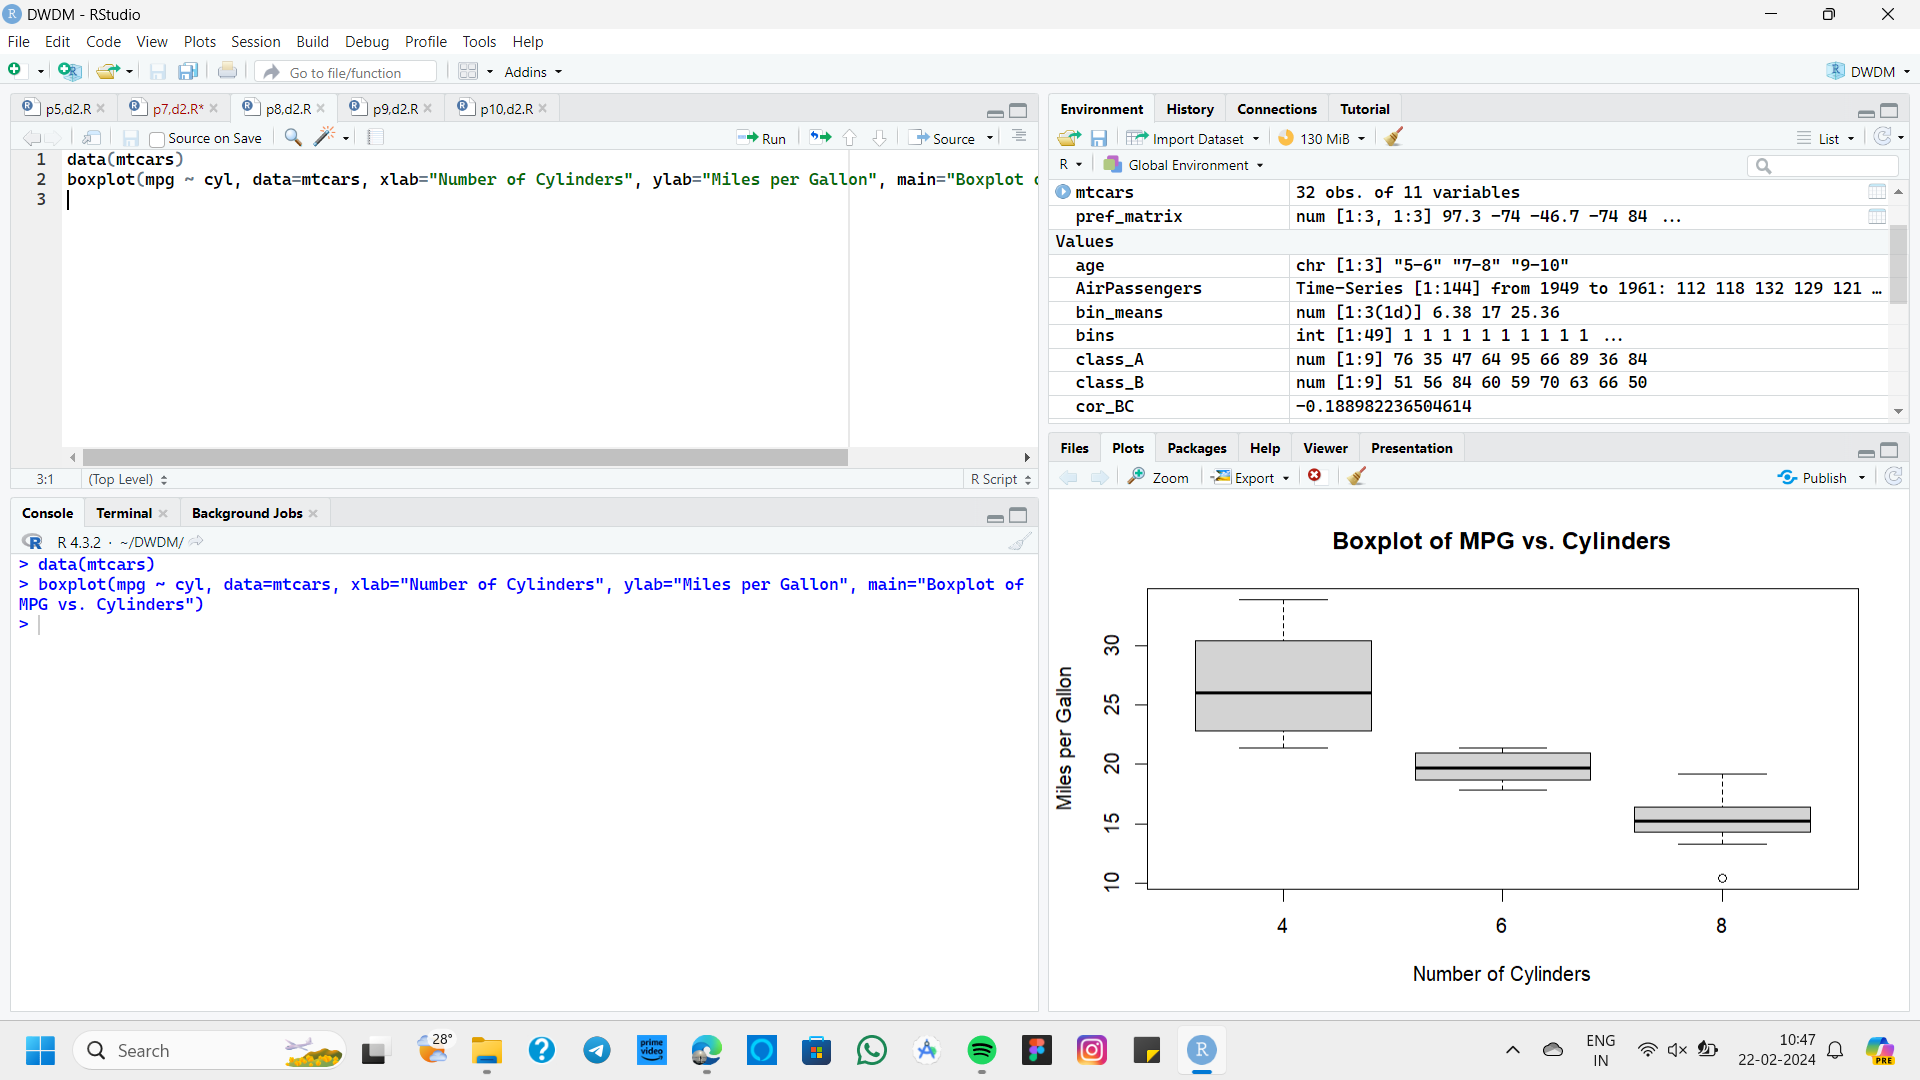 DWDM - RStudio
File Edit Code View Plots Session Build Debug Profile Tools Help
Go to file/function Addins DWDM
p5,d2.R p7,d2.R* p8,d2.R p9,d2.R p10,d2.R
Source on Save Run Source
1 data(mtcars)
2 boxplot(mpg ~ cyl, data=mtcars, xlab="Number of Cylinders", ylab="Miles per Gallon", main="Boxplot
3
3:1 (Top Level) R Script
Console Terminal Background Jobs
R 4.3.2 · ~/DWDM/
> data(mtcars)
> boxplot(mpg ~ cyl, data=mtcars, xlab="Number of Cylinders", ylab="Miles per Gallon", main="Boxplot of
MPG vs. Cylinders")
>
Environment History Connections Tutorial
Import Dataset 130 MiB List
R Global Environment
mtcars 32 obs. of 11 variables
pref_matrix num [1:3, 1:3] 97.3 -74 -46.7 -74 84 ...
Values
age chr [1:3] "5-6" "7-8" "9-10"
AirPassengers Time-Series [1:144] from 1949 to 1961: 112 118 132 129 121 …
bin_means num [1:3(1d)] 6.38 17 25.36
bins int [1:49] 1 1 1 1 1 1 1 1 1 1 ...
class_A num [1:9] 76 35 47 64 95 66 89 36 84
class_B num [1:9] 51 56 84 60 59 70 63 66 50
cor_BC -0.188982236504614
Files Plots Packages Help Viewer Presentation
Zoom Export Publish
Boxplot of MPG vs. Cylinders
Miles per Gallon
30
25
20
15
10
4 6 8
Number of Cylinders
Search
28°
prime video
R
ENG
IN
10:47
22-02-2024
PRE